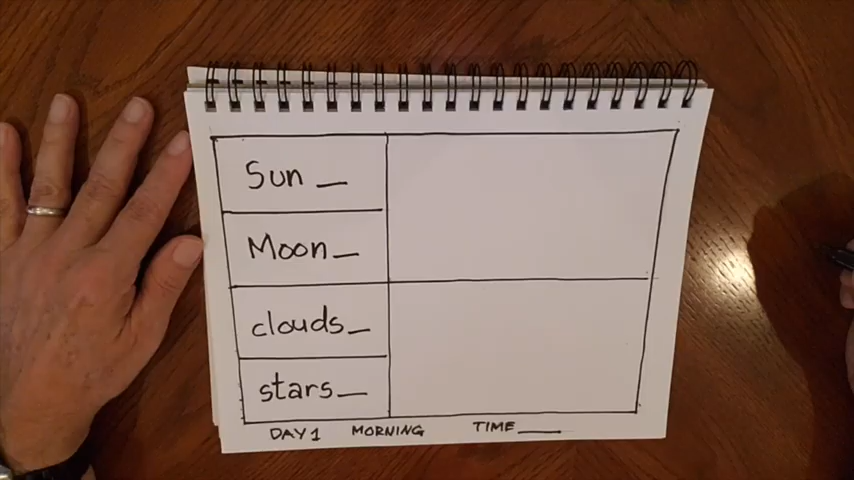 Sun _
Moon _
clouds _
stars _
DAY 1 MORNING TIME ____